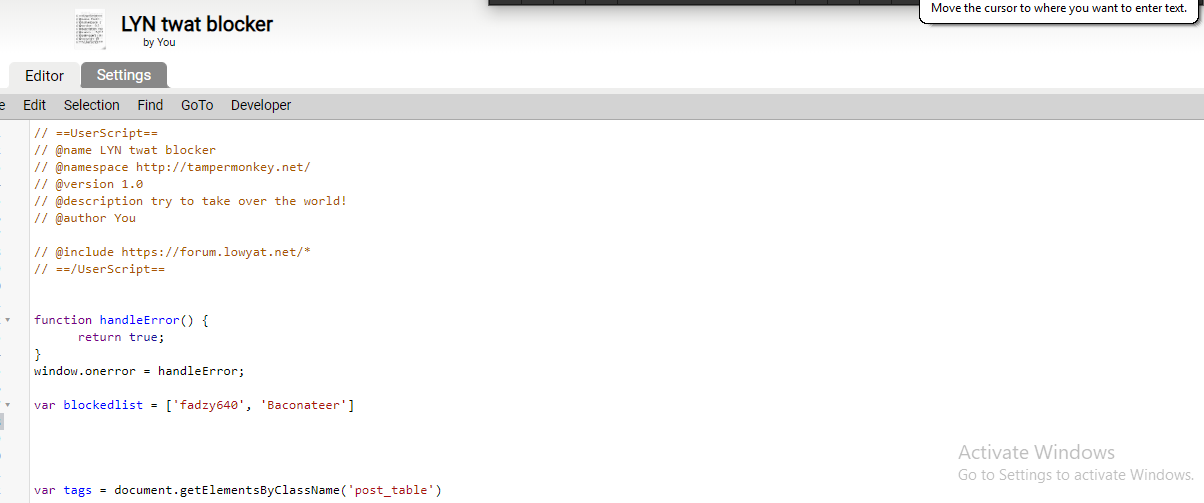 Move the cursor to where you want to enter text.
LYN twat blocker
by You
Editor Settings
e Edit Selection Find GoTo Developer
// ==UserScript==
// @name LYN twat blocker
// @namespace http://tampermonkey.net/
// @version 1.0
// @description try to take over the world!
// @author You
// @include https://forum.lowyat.net/*
// ==/UserScript==
function handleError() {
return true;
}
window.onerror = handleError;
var blockedlist = ['fadzy640', 'Baconateer']
Activate Windows
Go to Settings to activate Windows.
var tags = document.getElementsByClassName('post_table')